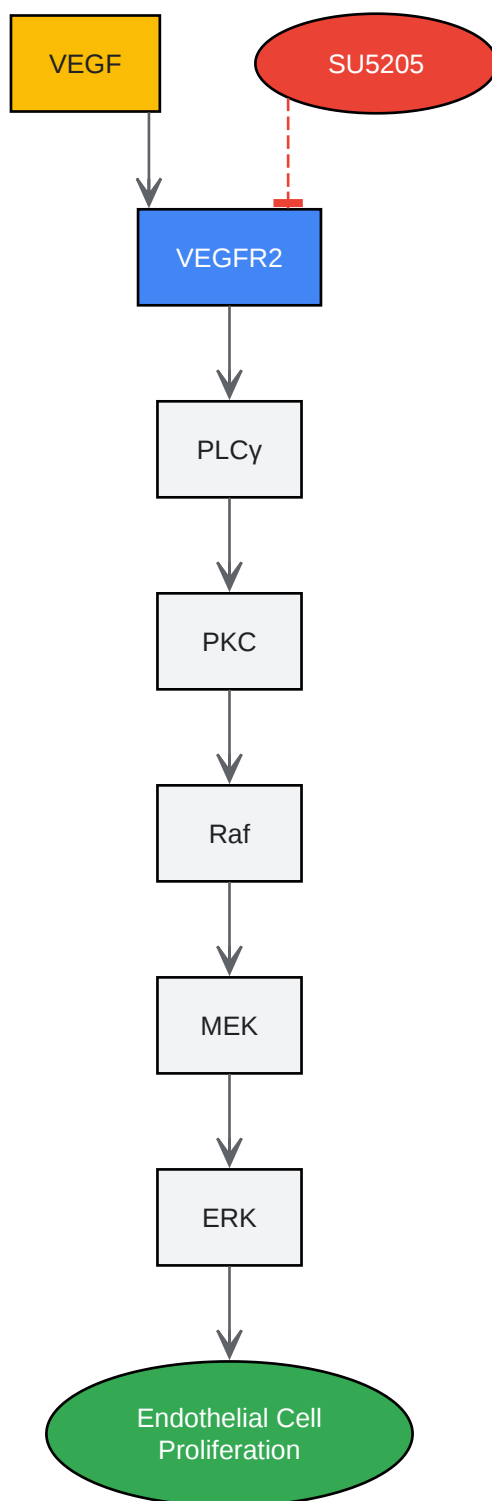 VEGF
SU5205
VEGFR2
PLCγ
PKC
Raf
MEK
ERK
Endothelial Cell
Proliferation